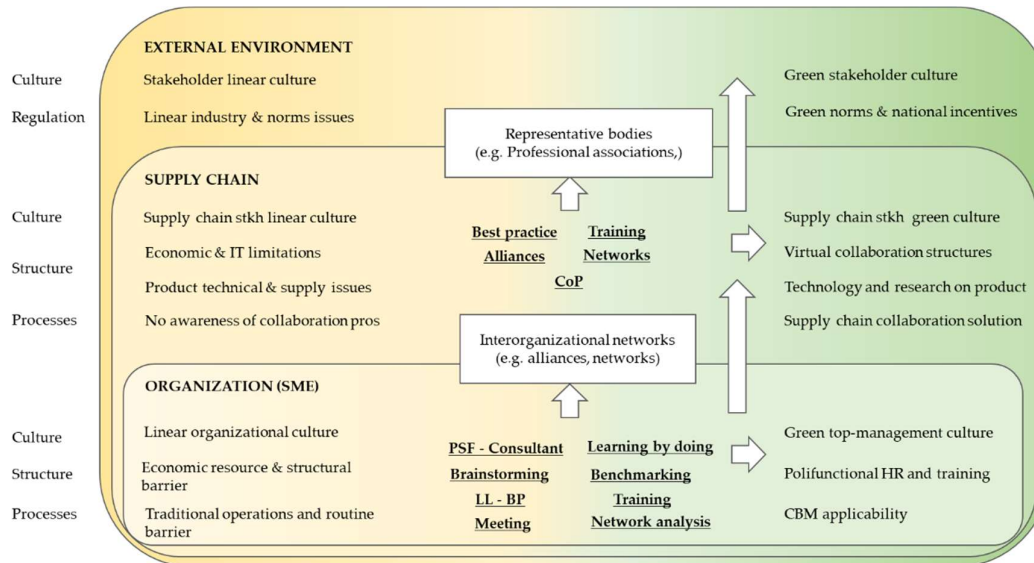 EXTERNAL ENVIRONMENT
Culture
Stakeholder linear culture
Green stakeholder culture
Regulation
Linear industry & norms issues
Green norms & national incentives
Representative bodies
(e.g. Professional associations,)
SUPPLY CHAIN
Culture
Supply chain stkh linear culture
Supply chain stkh green culture
Best practice
Training
Economic & IT limitations
Alliances
Networks
Virtual collaboration structures
Structure
CoP
Product technical & supply issues
Technology and research on product
Processes
No awareness of collaboration pros
Supply chain collaboration solution
Interorganizational networks
(e.g. alliances, networks)
ORGANIZATION (SME)
Culture
Linear organizational culture
Green top-management culture
PSF - Consultant
Learning by doing
Structure
Economic resource & structural
barrier
Brainstorming
Benchmarking
Polifunctional HR and training
LL - BP
Training
Processes
Traditional operations and routine
barrier
Meeting
Network analysis
CBM applicability